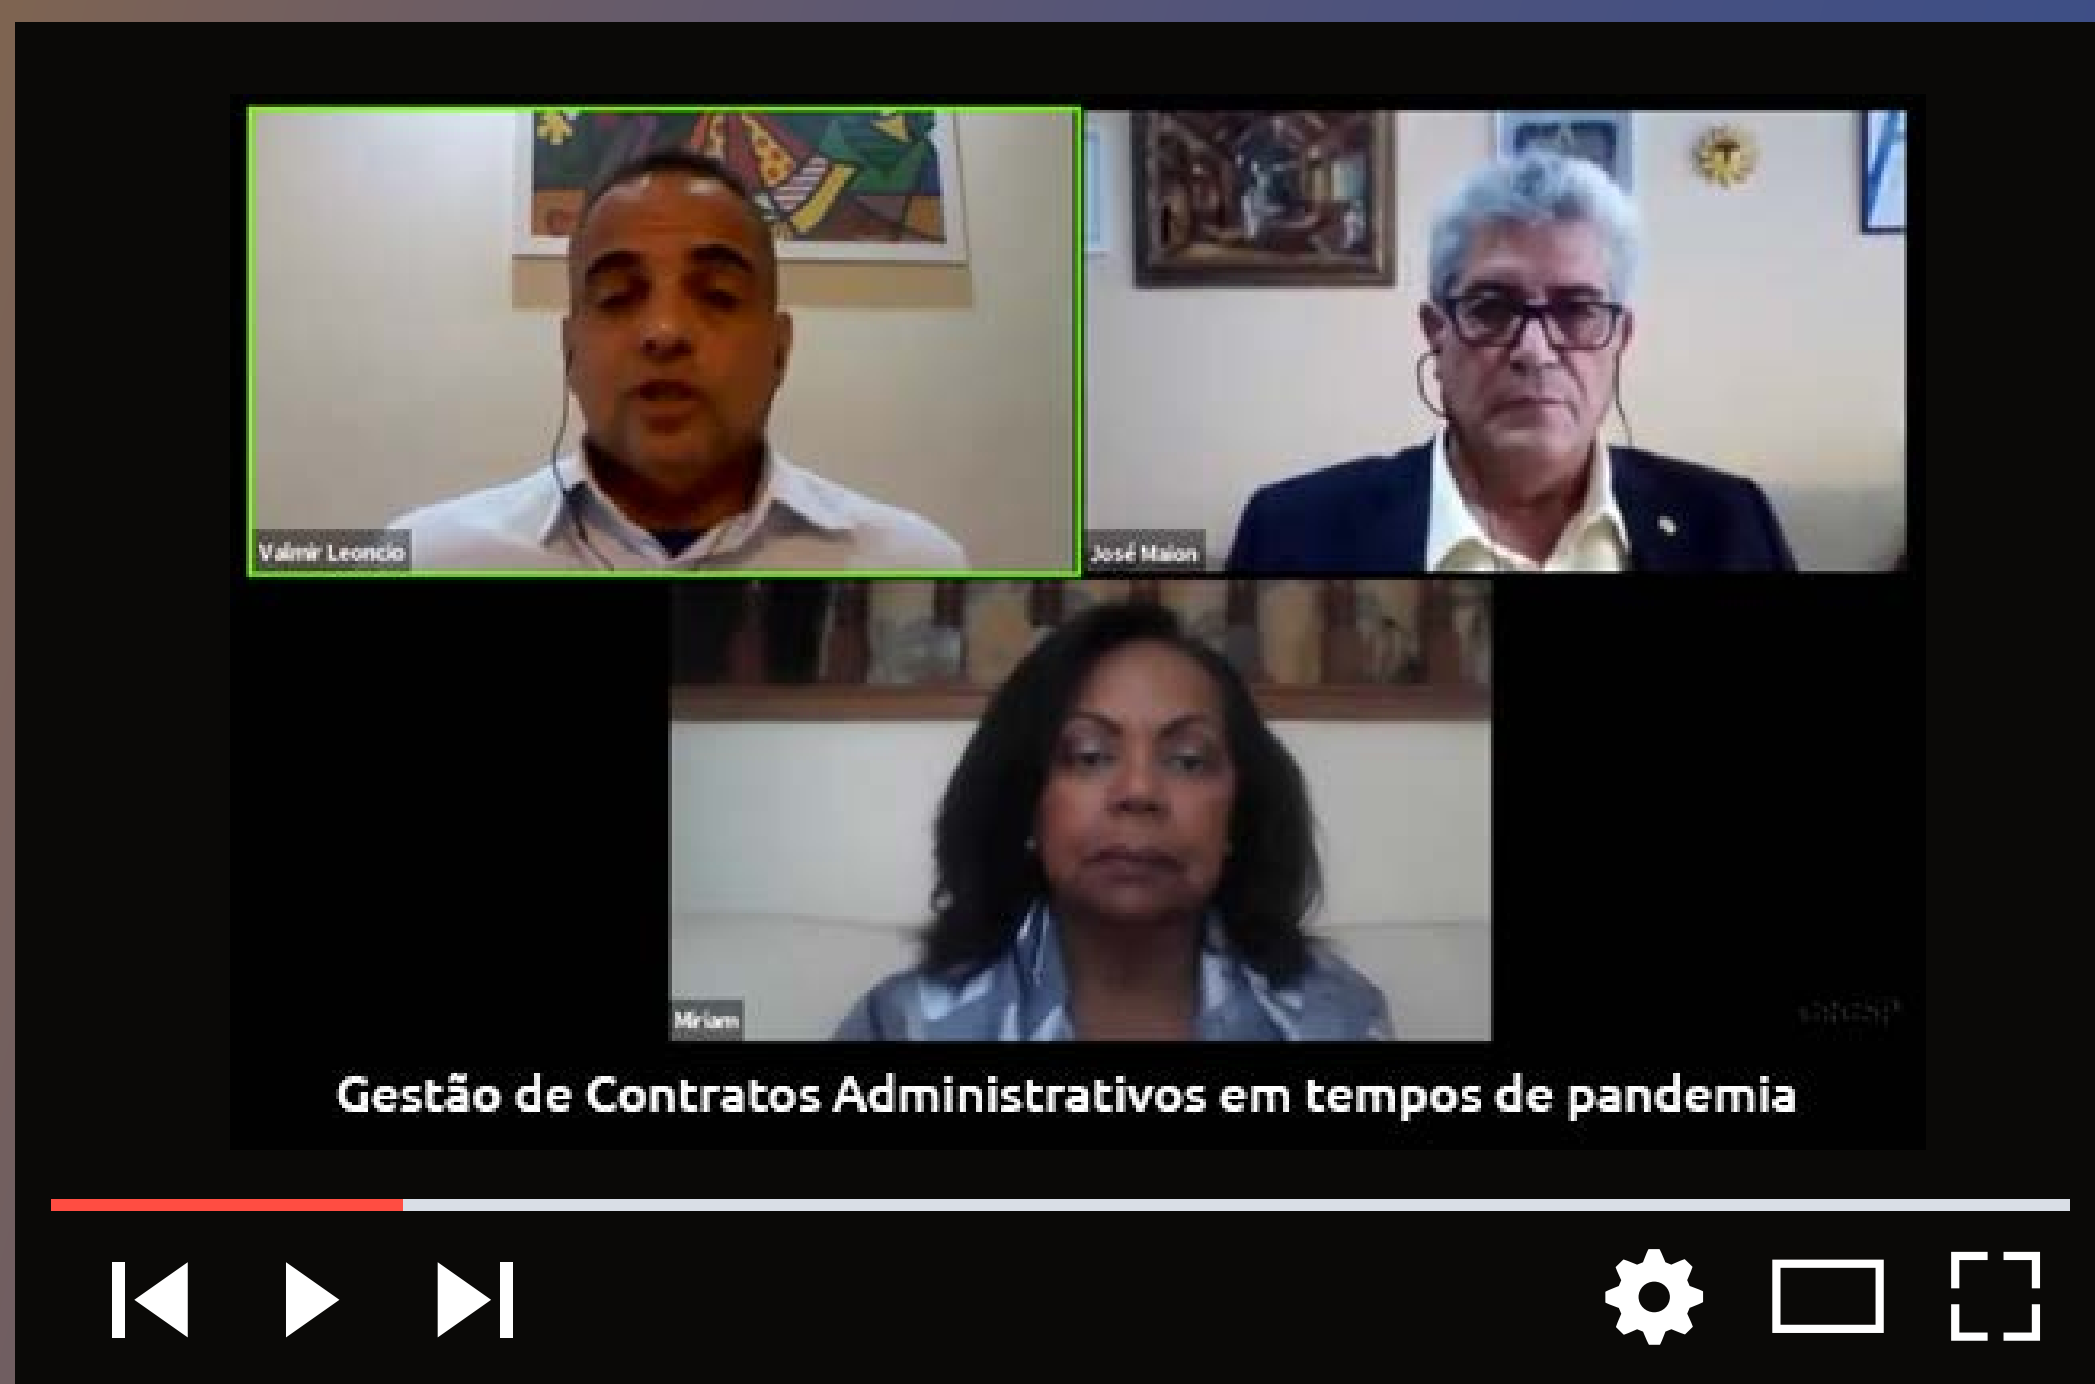 Valmir Leoncio
José Maion
Miriam
Gestão de Contratos Administrativos em tempos de pandemia